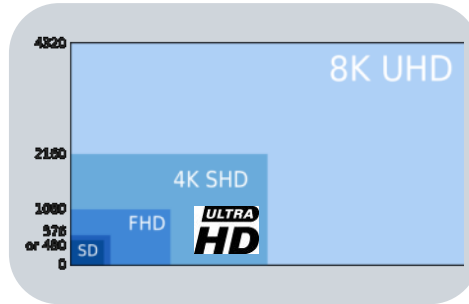 4320
8K UHD
2160
4K SHD
1080
FHD
ULTRA
HD
576
or 480
SD
0